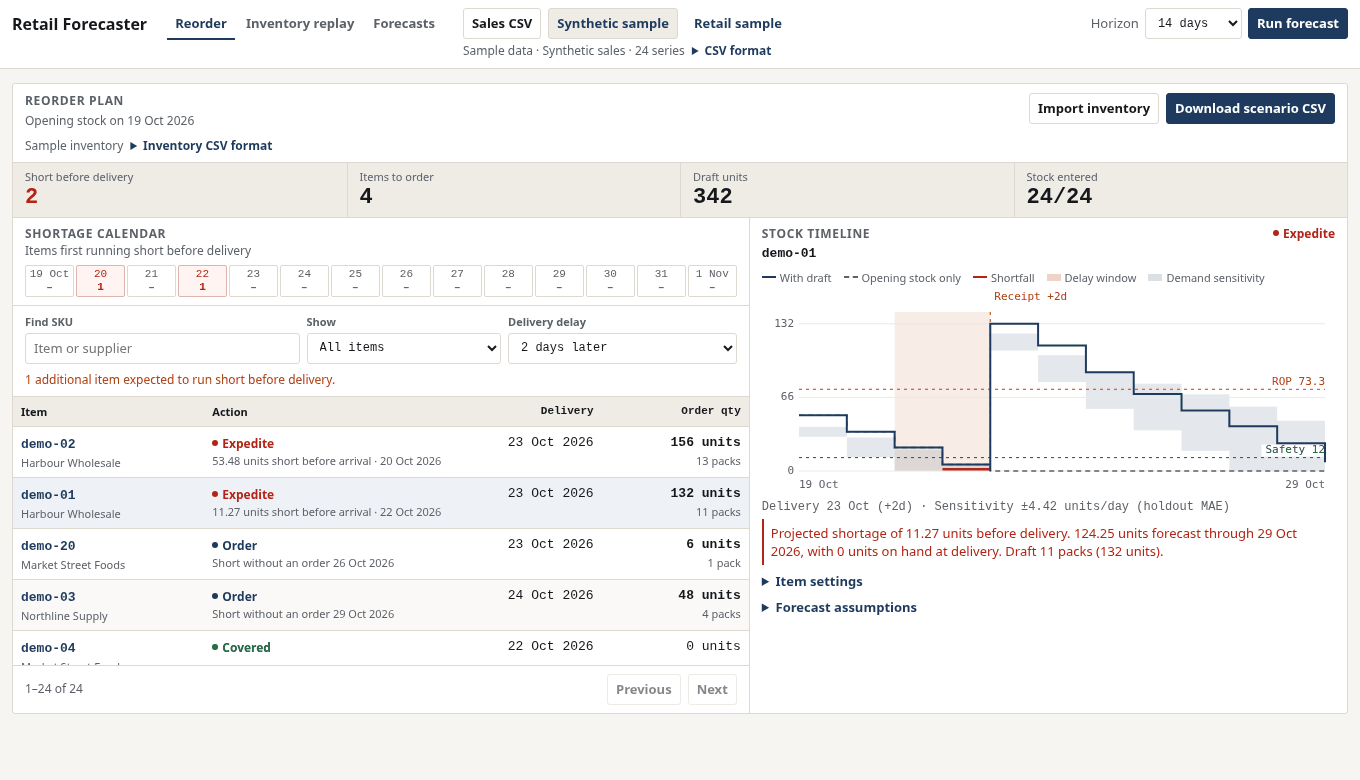 Retail Forecaster
Reorder
Inventory replay
Forecasts
Sales CSV
Synthetic sample
Retail sample
Horizon
14 days
Run forecast
Sample data · Synthetic sales · 24 series
CSV format
REORDER PLAN
Opening stock on 19 Oct 2026
Sample inventory
Inventory CSV format
Import inventory
Download scenario CSV
Short before delivery
2
Items to order
4
Draft units
342
Stock entered
24/24
SHORTAGE CALENDAR
Items first running short before delivery
19 Oct
–
20
1
21
–
22
1
23
–
24
–
25
–
26
–
27
–
28
–
29
–
30
–
31
–
1 Nov
–
Find SKU
Item or supplier
Show
All items
Delivery delay
2 days later
1 additional item expected to run short before delivery.
Item Action Delivery Order qty
demo-02 Expedite 23 Oct 2026 156 units
Harbour Wholesale 53.48 units short before arrival · 20 Oct 2026 13 packs
demo-01 Expedite 23 Oct 2026 132 units
Harbour Wholesale 11.27 units short before arrival · 22 Oct 2026 11 packs
demo-20 Order 23 Oct 2026 6 units
Market Street Foods Short without an order 26 Oct 2026 1 pack
demo-03 Order 24 Oct 2026 48 units
Northline Supply Short without an order 29 Oct 2026 4 packs
demo-04 Covered 22 Oct 2026 0 units
1–24 of 24
Previous
Next
STOCK TIMELINE
Expedite
demo-01
With draft
Opening stock only
Shortfall
Delay window
Demand sensitivity
Receipt +2d
132
66
0
ROP 73.3
Safety 12
19 Oct
29 Oct
Delivery 23 Oct (+2d) · Sensitivity ±4.42 units/day (holdout MAE)
Projected shortage of 11.27 units before delivery. 124.25 units forecast through 29 Oct
2026, with 0 units on hand at delivery. Draft 11 packs (132 units).
Item settings
Forecast assumptions